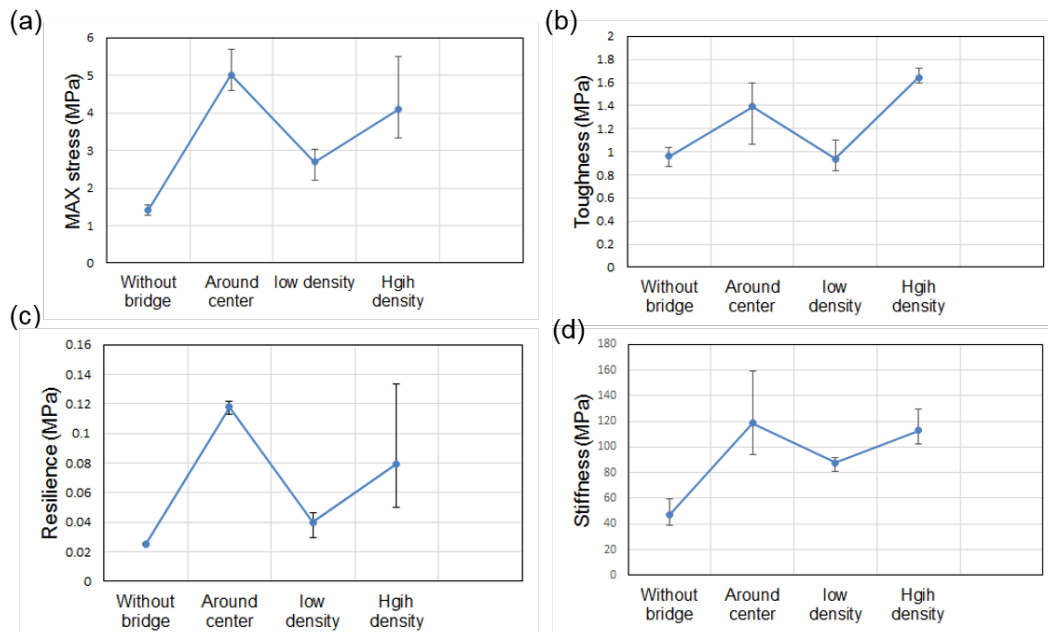 (a)
MAX stress (MPa)
6
5
4
3
2
1
0
Without
bridge
Around
center
low density
Hgih
density
(b)
Toughness (MPa)
2
1.8
1.6
1.4
1.2
1
0.8
0.6
0.4
0.2
0
Without
bridge
Around
center
low
density
Hgih
density
(c)
Resilience (MPa)
0.16
0.14
0.12
0.1
0.08
0.06
0.04
0.02
0
Without
bridge
Around
center
low
density
Hgih
density
(d)
Stiffness (MPa)
180
160
140
120
100
80
60
40
20
0
Without
bridge
Around
center
low
density
Hgih
density